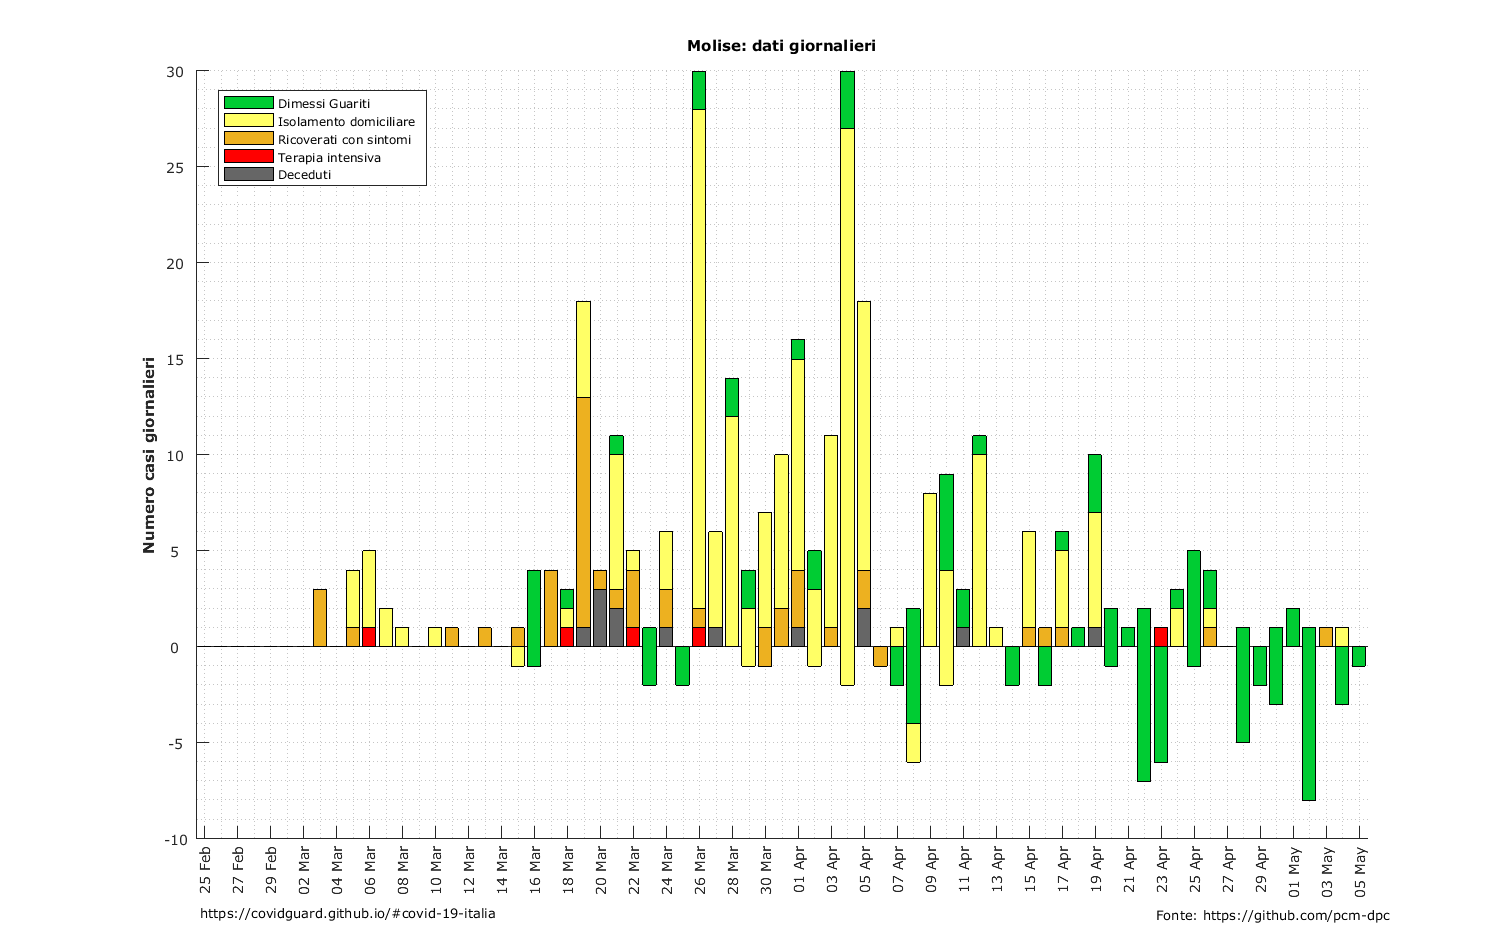 Molise: dati giornalieri
30
25
20
15
10
5
0
-5
-10
Numero casi giornalieri
Dimessi Guariti
Isolamento domiciliare
Ricoverati con sintomi
Terapia intensiva
Deceduti
25 Feb
27 Feb
29 Feb
02 Mar
04 Mar
06 Mar
08 Mar
10 Mar
12 Mar
14 Mar
16 Mar
18 Mar
20 Mar
22 Mar
24 Mar
26 Mar
28 Mar
30 Mar
01 Apr
03 Apr
05 Apr
07 Apr
09 Apr
11 Apr
13 Apr
15 Apr
17 Apr
19 Apr
21 Apr
23 Apr
25 Apr
27 Apr
29 Apr
01 May
03 May
05 May
https://covidguard.github.io/#covid-19-italia
Fonte: https://github.com/pcm-dpc